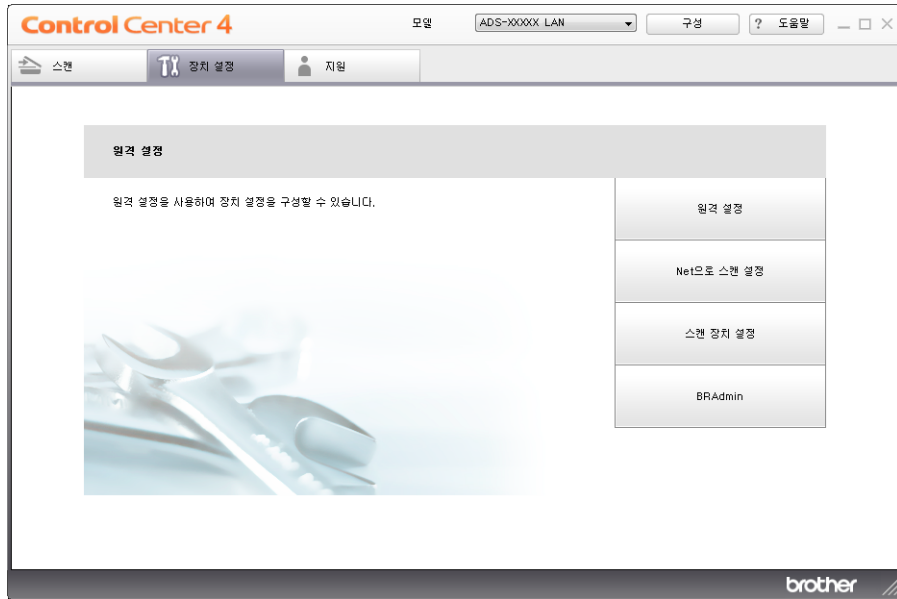 Control Center 4
모델
ADS-XXXXX LAN
구성
? 도움말
스캔
장치 설정
지원
원격 설정
원격 설정을 사용하여 장치 설정을 구성할 수 있습니다.
원격 설정
Net으로 스캔 설정
스캔 장치 설정
BRAdmin
brother